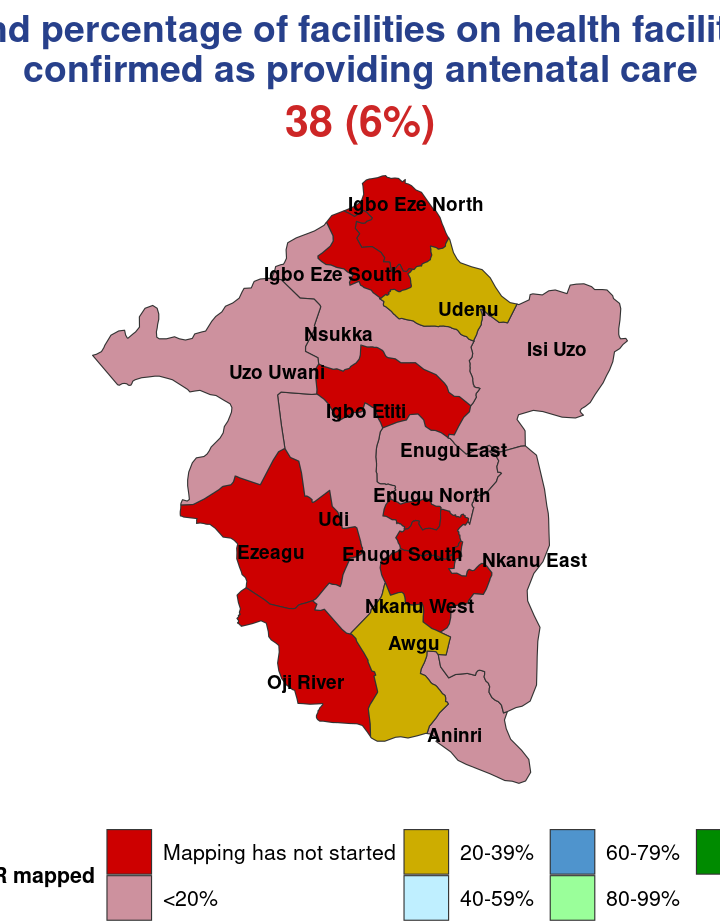 nd percentage of facilities on health facilit
confirmed as providing antenatal care
38 (6%)
Igbo Eze North
Igbo Eze South
Udenu
Nsukka
Isi Uzo
Uzo Uwani
Igbo Etiti
Enugu East
Enugu North
Udi
Ezeagu
Enugu South
Nkanu East
Nkanu West
Awgu
Oji River
Aninri
R mapped
Mapping has not started
20-39%
60-79%
<20%
40-59%
80-99%